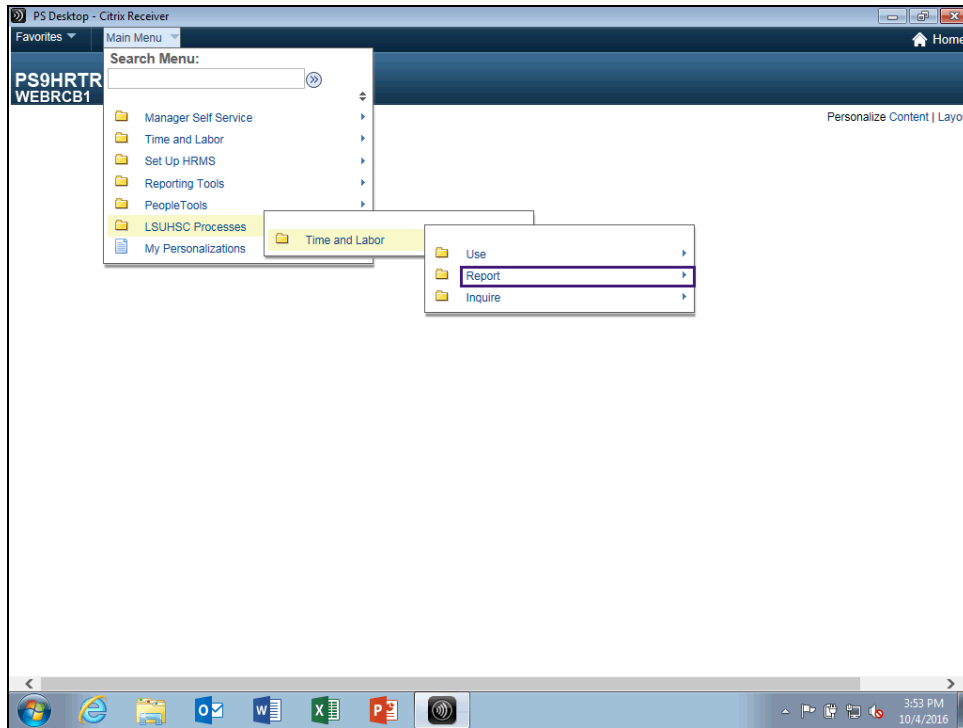 PS Desktop - Citrix Receiver
Favorites
Main Menu
Home
Search Menu:
PS9HRTR
WEBRCB1
Personalize Content | Layo
Manager Self Service
Time and Labor
Set Up HRMS
Reporting Tools
PeopleTools
LSUHSC Processes
My Personalizations
Time and Labor
Use
Report
Inquire
3:53 PM
10/4/2016